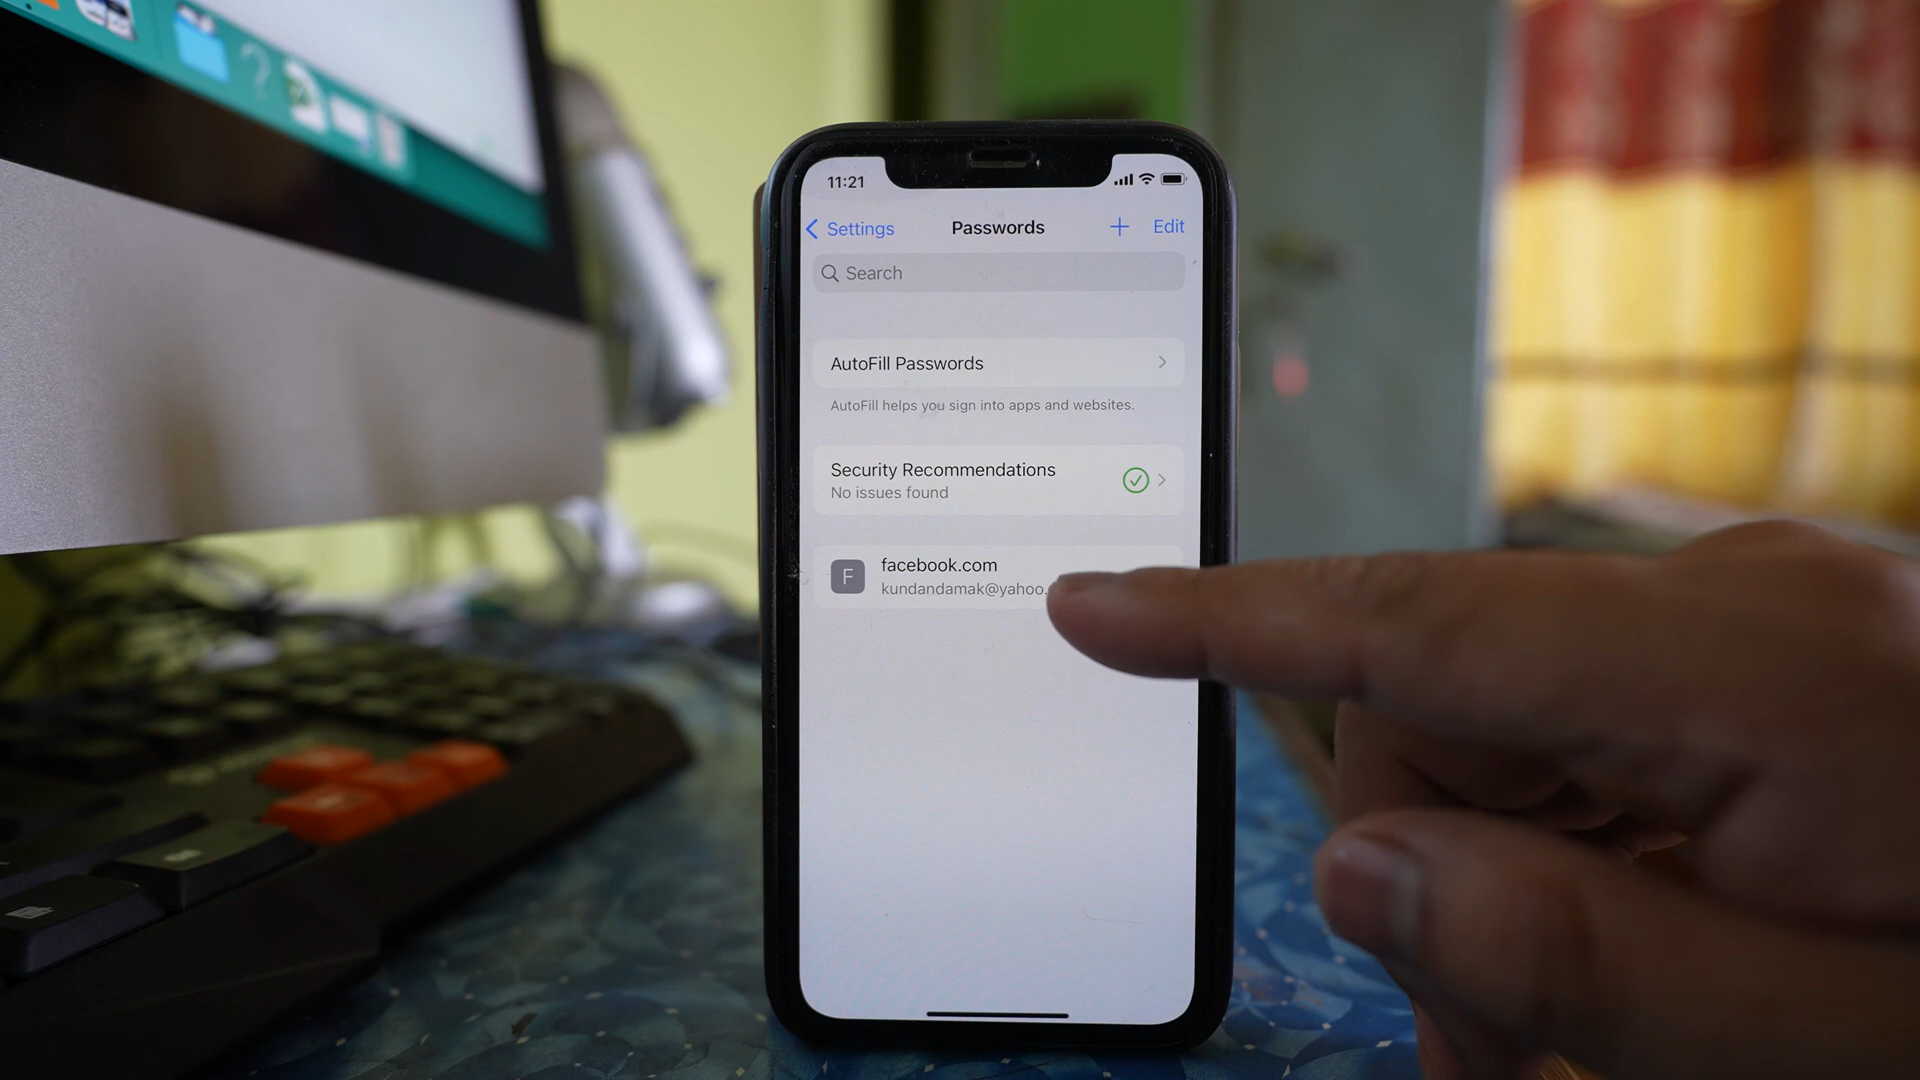 11:21
Settings
Passwords
Edit
Search
AutoFill Passwords
AutoFill helps you sign into apps and websites.
Security Recommendations
No issues found
F
facebook.com
kundandamak@yahoo.